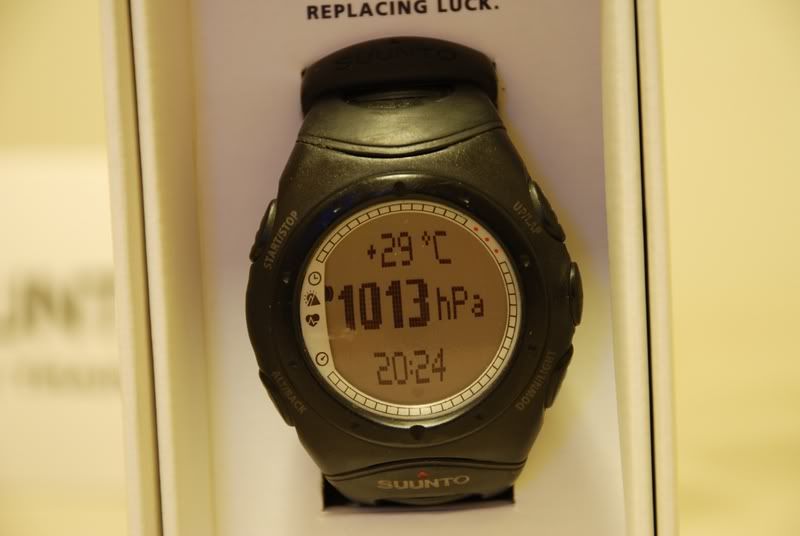 REPLACING LUCK.
SUUNTO
START/STOP
UP/LAP
+29 °C
1013 hPa
20:24
ALT/BACK
DOWN/LIGHT
SUUNTO